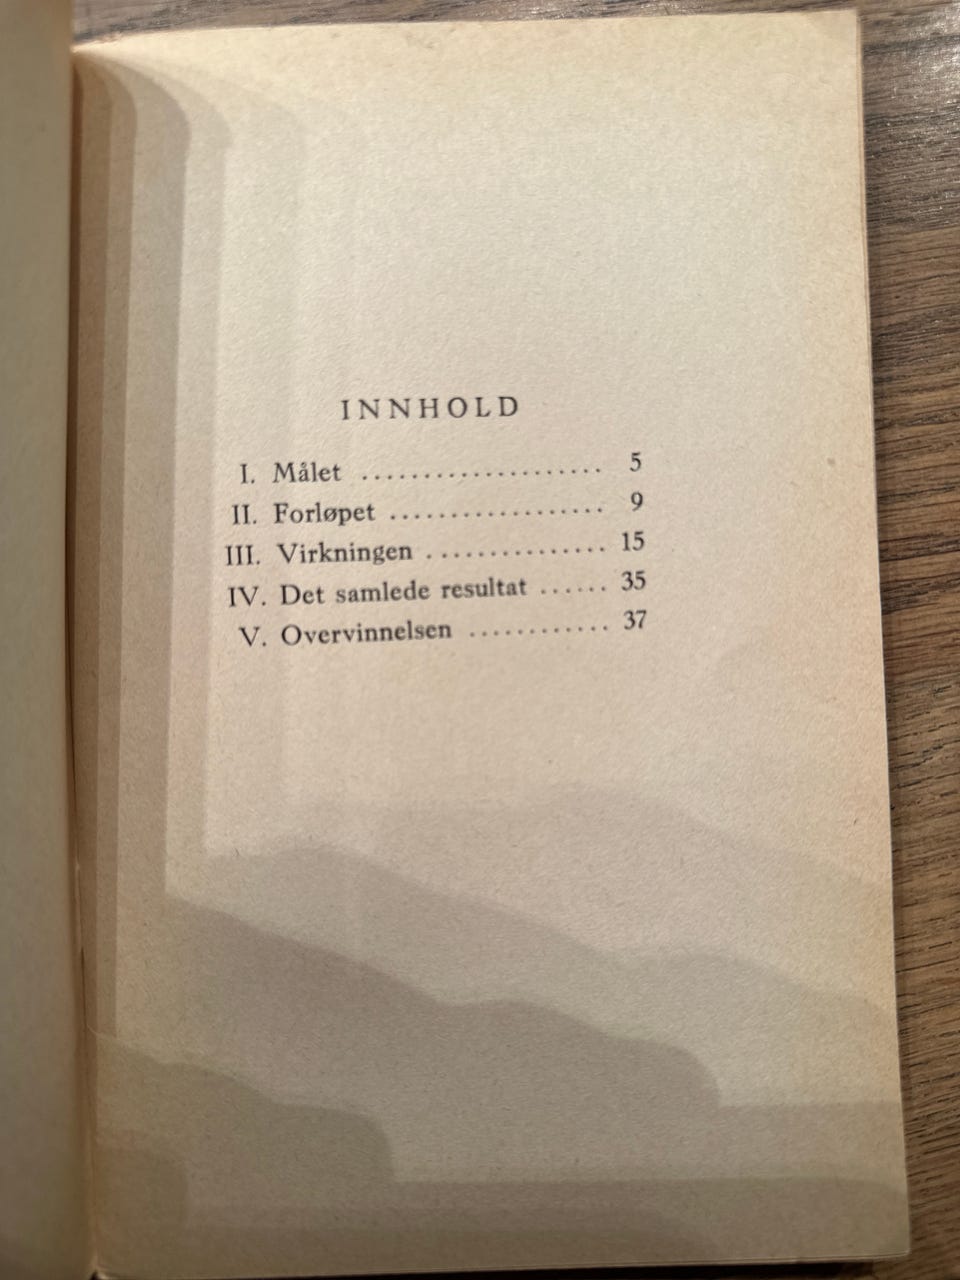 INNHOLD
I. Målet .................... 5
II. Forløpet .................. 9
III. Virkningen ............... 15
IV. Det samlede resultat ...... 35
V. Overvinnelsen ............ 37